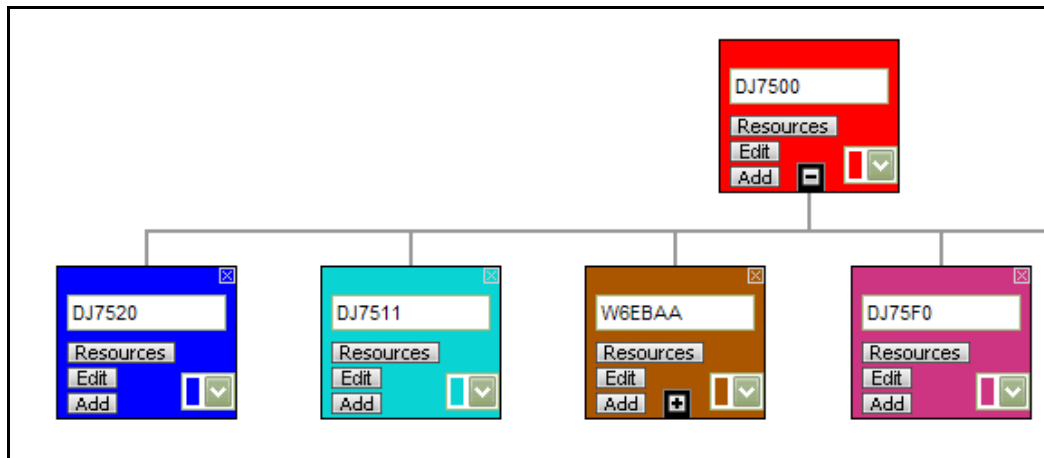 DJ7500
Resources
Edit
Add
DJ7520
Resources
Edit
Add
DJ7511
Resources
Edit
Add
W6EBAA
Resources
Edit
Add
DJ75F0
Resources
Edit
Add